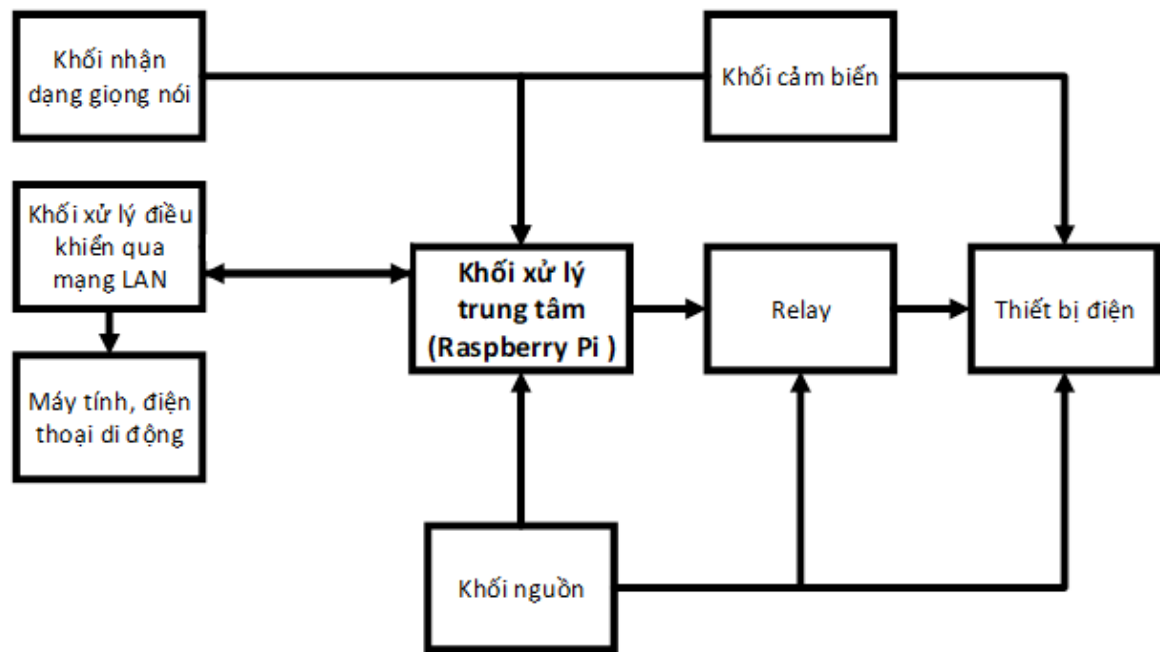 Khối nhận
dạng giọng nói
Khối cảm biến
Khối xử lý điều
khiển qua
mạng LAN
Khối xử lý
trung tâm
(Raspberry Pi )
Relay
Thiết bị điện
Máy tính, điện
thoại di động
Khối nguồn